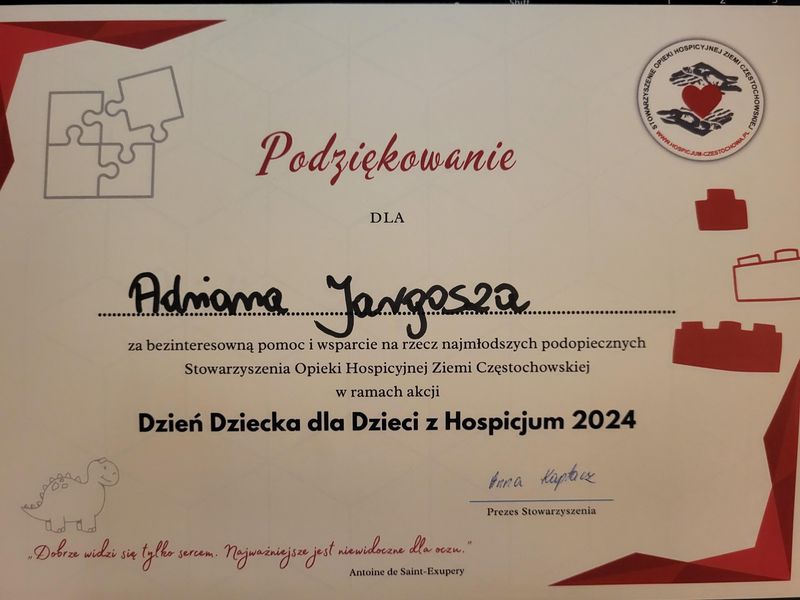 Shift
STOWARZYSZENIE OPIEKI HOSPICYJNEJ ZIEMI CZĘSTOCHOWSKIEJ
WWW.HOSPICJUM-CZESTOCHOWA.PL
Podziękowanie
DLA
Adriana Jargosza
za bezinteresowną pomoc i wsparcie na rzecz najmłodszych podopiecznych
Stowarzyszenia Opieki Hospicyjnej Ziemi Częstochowskiej
w ramach akcji
Dzień Dziecka dla Dzieci z Hospicjum 2024
Anna Kaptacz
Prezes Stowarzyszenia
„Dobrze widzi się tylko sercem. Najważniejsze jest niewidoczne dla oczu."
Antoine de Saint-Exupery